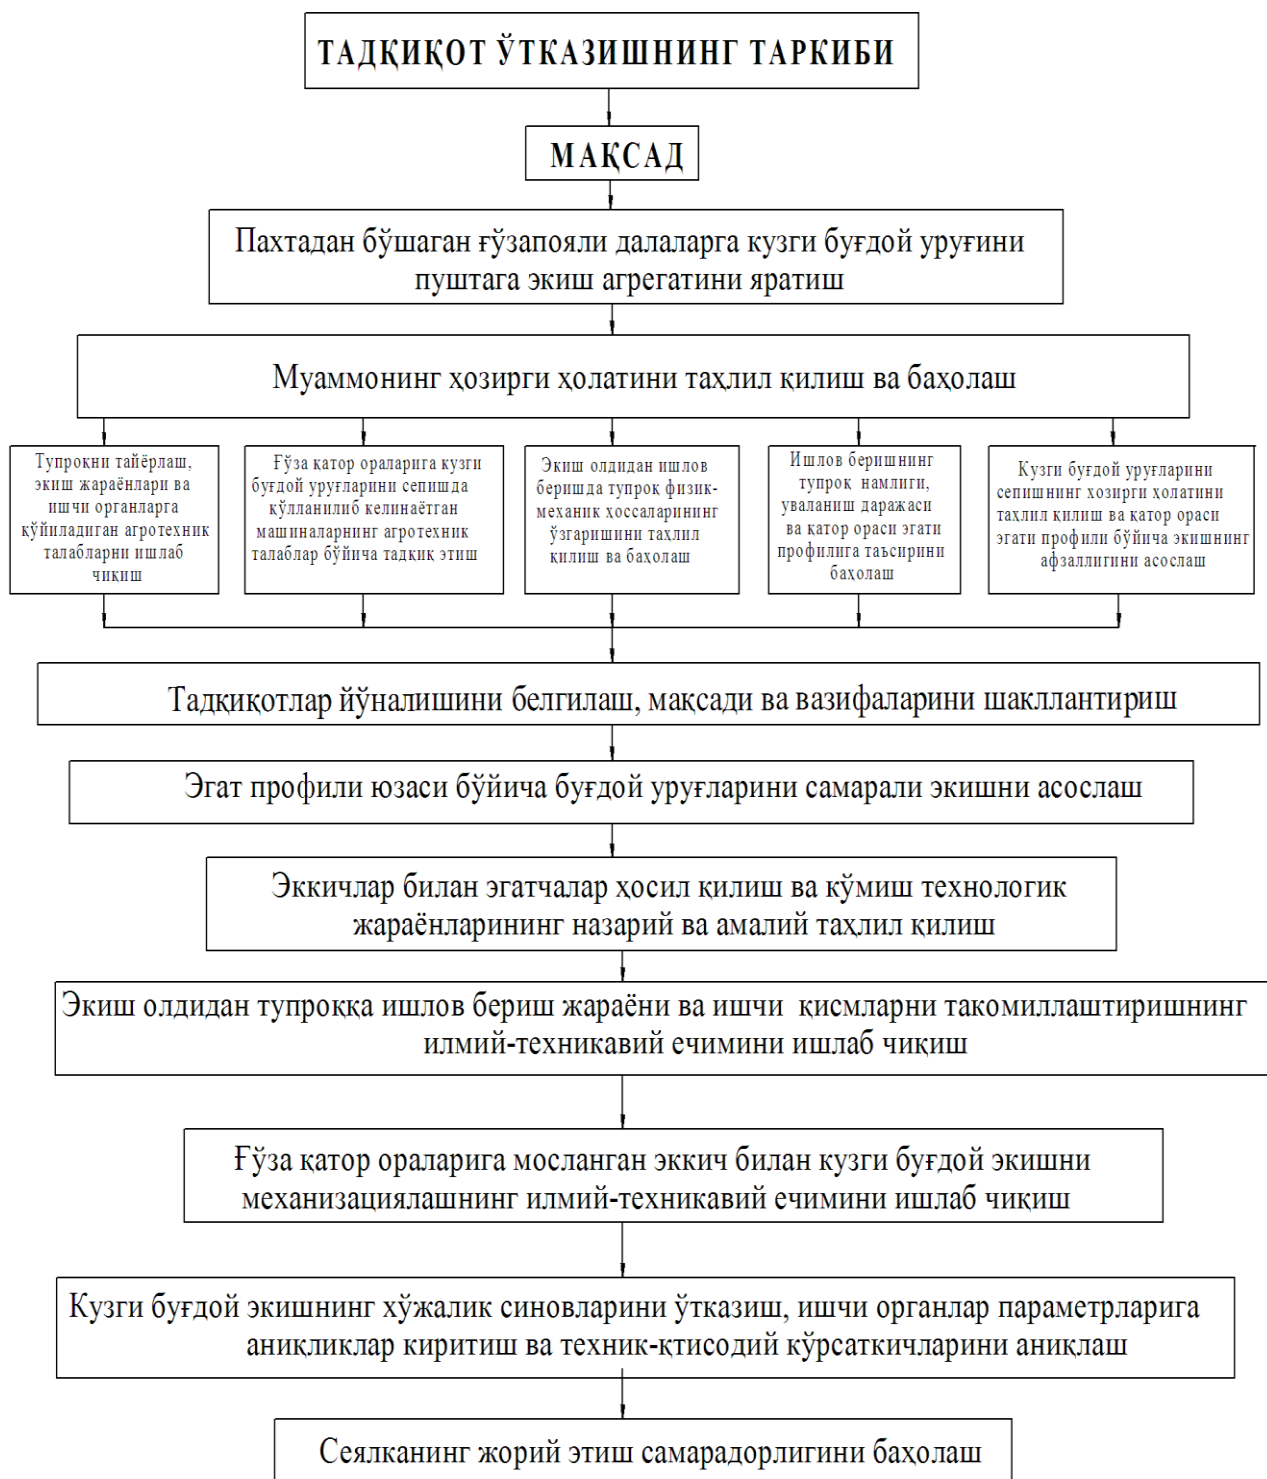 ТАДҚИҚОТ ЎТКАЗИШНИНГ ТАРКИБИ
МАҚСАД
Пахтадан бўшаган ғўзапояли далаларга кузги буғдой уруғини
пуштага экиш агрегатини яратиш
Муаммонинг ҳозирги ҳолатини таҳлил қилиш ва баҳолаш
Тупроқни тайёрлаш,
экиш жараёнлари ва
ишчи органларга
қўйиладиган агротехник
талабларни ишлаб
чиқиш
Ғўза қатор ораларига кузги
буғдой уруғларини сепишда
қўлланилиб келинаётган
машиналарнинг агротехник
талаблар бўйича тадқиқ этиш
Экиш олдидан ишлов
беришда тупроқ физик-
механик ҳоссаларининг
ўзгаришини таҳлил
қилиш ва баҳолаш
Ишлов беришнинг
тупроқ намлиги,
уваланиш даражаси
ва қатор ораси эгати
профилига таъсирини
баҳолаш
Кузги буғдой уруғларини
сепишнинг хозирги ҳолатини
таҳлил қилиш ва қатор ораси
эгати профили бўйича экишнинг
афзаллигини асослаш
Тадқиқотлар йўналишини белгилаш, мақсади ва вазифаларини шакллантириш
Эгат профили юзаси бўйича буғдой уруғларини самарали экишни асослаш
Эккичлар билан эгатчалар ҳосил қилиш ва кўмиш технологик
жараёнларининг назарий ва амалий таҳлил қилиш
Экиш олдидан тупроққа ишлов бериш жараёни ва ишчи қисмларни такомиллаштиришнинг
илмий-техникавий ечимини ишлаб чиқиш
Ғўза қатор ораларига мосланган эккич билан кузги буғдой экишни
механизациялашнинг илмий-техникавий ечимини ишлаб чиқиш
Кузги буғдой экишнинг хўжалик синовларини ўтказиш, ишчи органлар параметрларига
аниқликлар киритиш ва техник-қтисодий кўрсаткичларини аниқлаш
Сеялканинг жорий этиш самарадорлигини баҳолаш